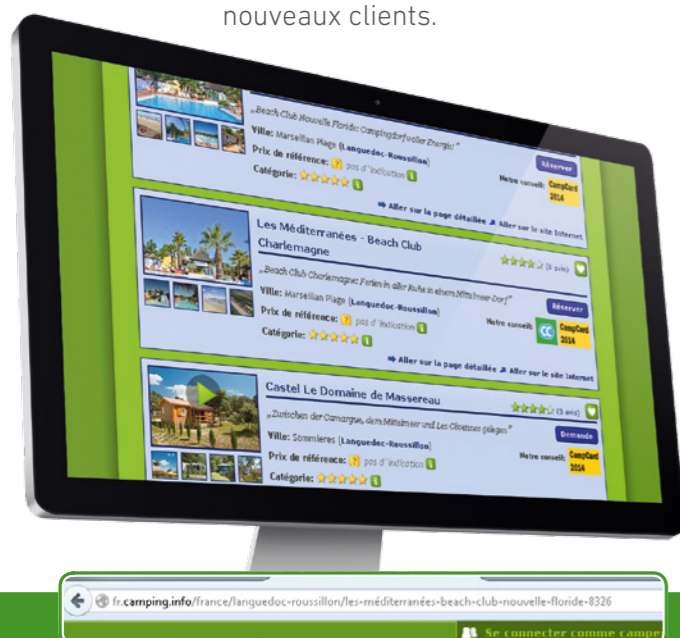 nouveaux clients.
„Beach Club Nouvelle Floride: Campingdorf voller Energie!"
Ville: Marseillan Plage (Languedoc-Roussillon)
Réserver
Prix de référence: ? pas d´indication i
Notre conseil: CampCard 2014
Catégorie: i
Aller sur la page détaillée Aller sur le site Internet
Les Méditerranées - Beach Club
Charlemagne
„Beach Club Charlemagne: Ferien in aller Ruhe in einem Mittelmeer-Dorf"
Ville: Marseillan Plage (Languedoc-Roussillon)
Réserver
Prix de référence: ? pas d´indication i
Notre conseil: CC CampCard 2014
Catégorie: i
Aller sur la page détaillée Aller sur le site Internet
Castel Le Domaine de Massereau
„Zwischen der Camargue, dem Mittelmeer und Les Cévennes gelegen"
Ville: Sommieres (Languedoc-Roussillon)
Demande
Prix de référence: ? pas d´indication i
Notre conseil: CampCard 2014
Catégorie: i
fr.camping.info/france/languedoc-roussillon/les-méditerranées-beach-club-nouvelle-floride-8326
Se connecter comme campe